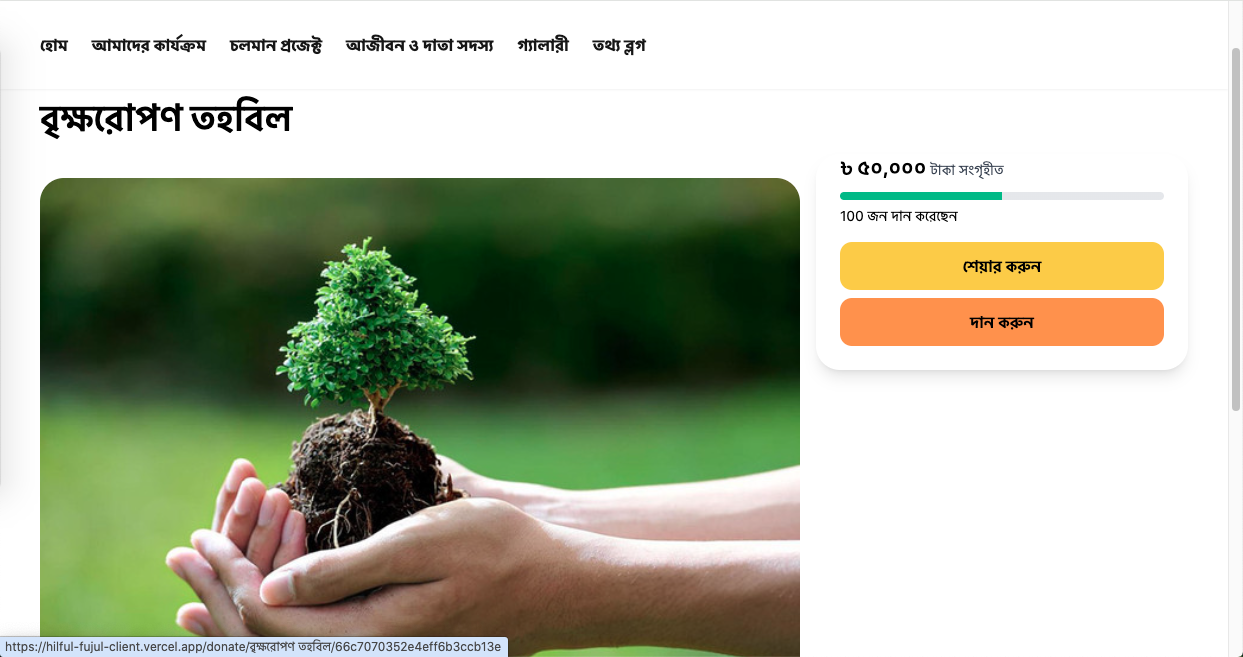 হোম আমাদের কার্যক্রম চলমান প্রজেক্ট আজীবন ও দাতা সদস্য গ্যালারী তথ্য ব্লগ
বৃক্ষরোপণ তহবিল
৳ ৫০,০০০ টাকা সংগৃহীত
100 জন দান করেছেন
শেয়ার করুন
দান করুন
https://hilful-fujul-client.vercel.app/donate/বৃক্ষরোপণ তহবিল/66c7070352e4eff6b3ccb13e